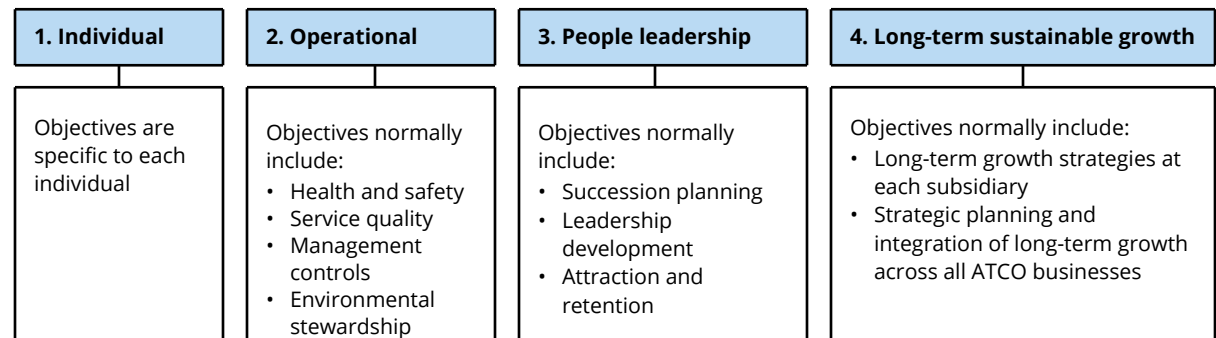 1. Individual
Objectives are
specific to each
individual
2. Operational
Objectives normally
include:
• Health and safety
• Service quality
• Management
controls
• Environmental
stewardship
3. People leadership
Objectives normally
include:
• Succession planning
• Leadership
development
• Attraction and
retention
4. Long-term sustainable growth
Objectives normally include:
• Long-term growth strategies at
each subsidiary
• Strategic planning and
integration of long-term growth
across all ATCO businesses